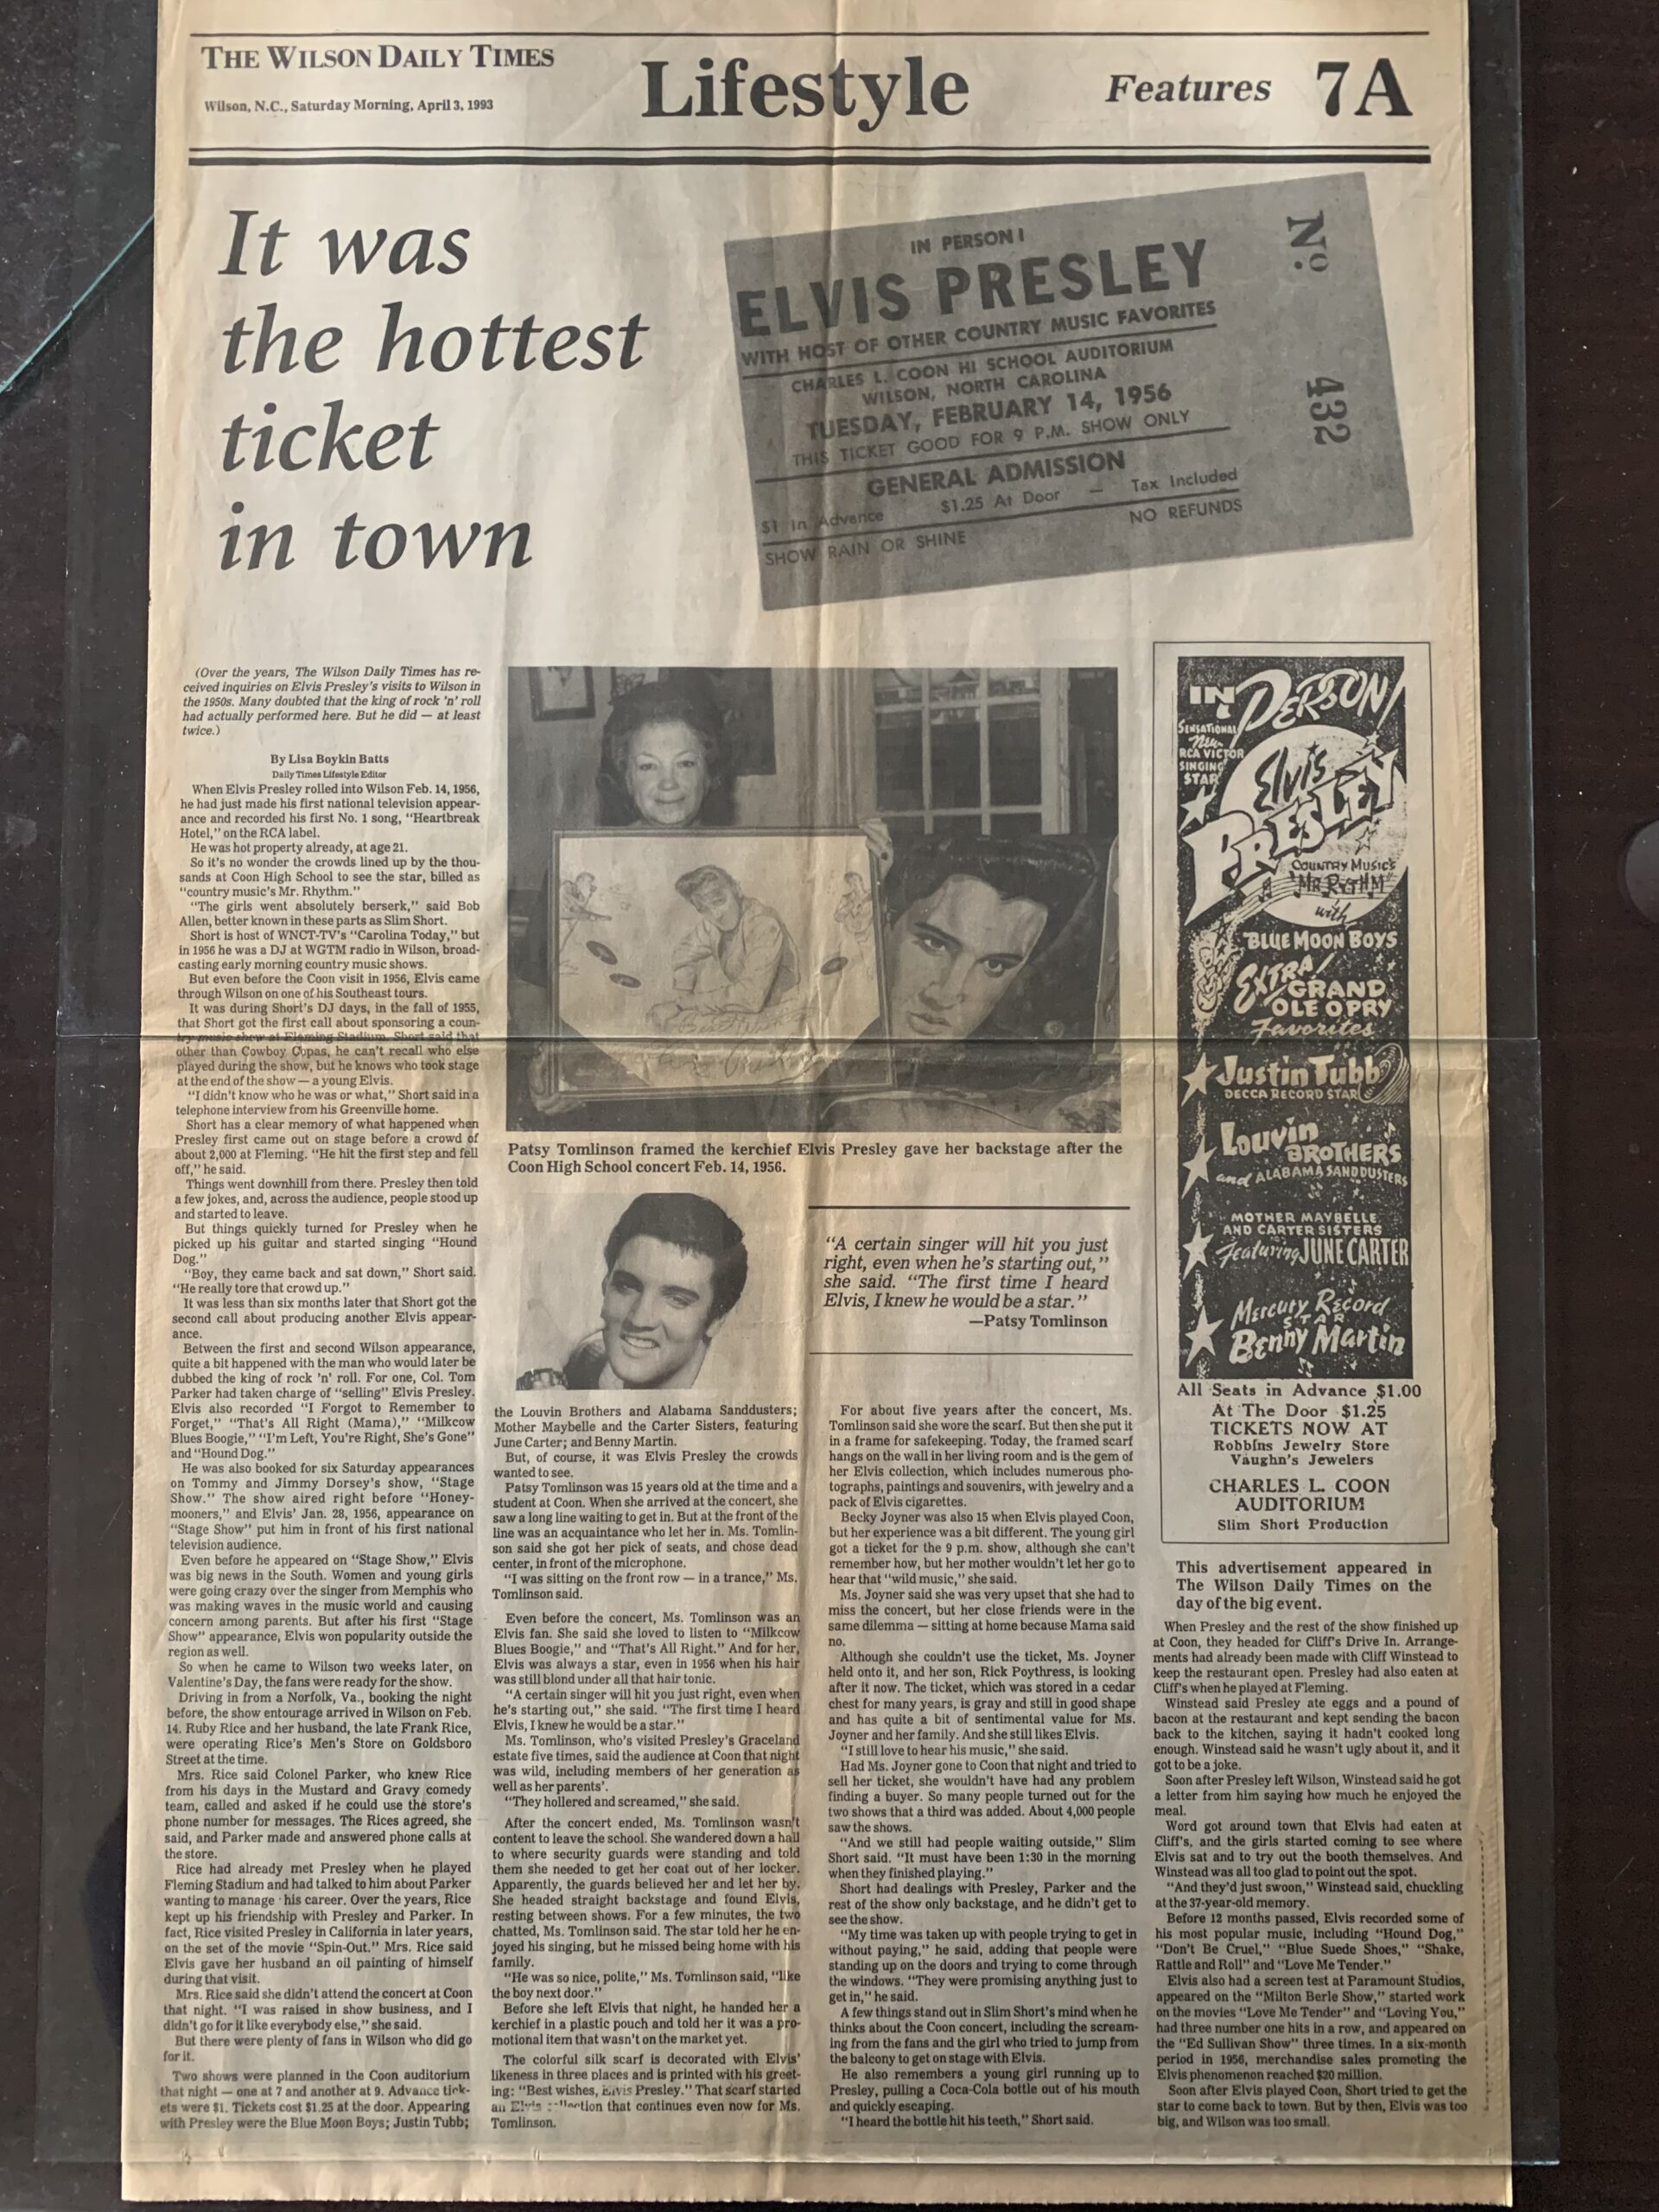 THE WILSON DAILY TIMES
Wilson, N.C., Saturday Morning, April 3, 1993
Lifestyle
Features 7A
It was
the hottest
ticket
in town
IN PERSON!
ELVIS PRESLEY
WITH HOST OF OTHER COUNTRY MUSIC FAVORITES
CHARLES L. COON HI SCHOOL AUDITORIUM
WILSON, NORTH CAROLINA
TUESDAY, FEBRUARY 14, 1956
THIS TICKET GOOD FOR 9 P.M. SHOW ONLY
GENERAL ADMISSION
$1 In Advance $1.25 At Door — Tax Included
SHOW RAIN OR SHINE NO REFUNDS
No. 432
(Over the years, The Wilson Daily Times has re-
ceived inquiries on Elvis Presley's visits to Wilson in
the 1950s. Many doubted that the king of rock 'n' roll
had actually performed here. But he did — at least
twice.)
By Lisa Boykin Batts
Daily Times Lifestyle Editor
When Elvis Presley rolled into Wilson Feb. 14, 1956,
he had just made his first national television appear-
ance and recorded his first No. 1 song, "Heartbreak
Hotel," on the RCA label.
He was hot property already, at age 21.
So it's no wonder the crowds lined up by the thou-
sands at Coon High School to see the star, billed as
"country music's Mr. Rhythm."
"The girls went absolutely berserk," said Bob
Allen, better known in these parts as Slim Short.
Short is host of WNCT-TV's "Carolina Today," but
in 1956 he was a DJ at WGTM radio in Wilson, broad-
casting early morning country music shows.
But even before the Coon visit in 1956, Elvis came
through Wilson on one of his Southeast tours.
It was during Short's DJ days, in the fall of 1955,
that Short got the first call about sponsoring a coun-
try music show at Fleming Stadium. Short said that
other than Cowboy Copas, he can't recall who else
played during the show, but he knows who took stage
at the end of the show — a young Elvis.
"I didn't know who he was or what," Short said in a
telephone interview from his Greenville home.
Short has a clear memory of what happened when
Presley first came out on stage before a crowd of
about 2,000 at Fleming. "He hit the first step and fell
off," he said.
Things went downhill from there. Presley then told
a few jokes, and, across the audience, people stood up
and started to leave.
But things quickly turned for Presley when he
picked up his guitar and started singing "Hound
Dog."
"Boy, they came back and sat down," Short said.
"He really tore that crowd up."
It was less than six months later that Short got the
second call about producing another Elvis appear-
ance.
Between the first and second Wilson appearance,
quite a bit happened with the man who would later be
dubbed the king of rock 'n' roll. For one, Col. Tom
Parker had taken charge of "selling" Elvis Presley.
Elvis also recorded "I Forgot to Remember to
Forget," "That's All Right (Mama)," "Milkcow
Blues Boogie," "I'm Left, You're Right, She's Gone"
and "Hound Dog."
He was also booked for six Saturday appearances
on Tommy and Jimmy Dorsey's show, "Stage
Show." The show aired right before "Honey-
mooners," and Elvis' Jan. 28, 1956, appearance on
"Stage Show" put him in front of his first national
television audience.
Even before he appeared on "Stage Show," Elvis
was big news in the South. Women and young girls
were going crazy over the singer from Memphis who
was making waves in the music world and causing
concern among parents. But after his first "Stage
Show" appearance, Elvis won popularity outside the
region as well.
So when he came to Wilson two weeks later, on
Valentine's Day, the fans were ready for the show.
Driving in from a Norfolk, Va., booking the night
before, the show entourage arrived in Wilson on Feb.
14. Ruby Rice and her husband, the late Frank Rice,
were operating Rice's Men's Store on Goldsboro
Street at the time.
Mrs. Rice said Colonel Parker, who knew Rice
from his days in the Mustard and Gravy comedy
team, called and asked if he could use the store's
phone number for messages. The Rices agreed, she
said, and Parker made and answered phone calls at
the store.
Rice had already met Presley when he played
Fleming Stadium and had talked to him about Parker
wanting to manage his career. Over the years, Rice
kept up his friendship with Presley and Parker. In
fact, Rice visited Presley in California in later years,
on the set of the movie "Spin-Out." Mrs. Rice said
Elvis gave her husband an oil painting of himself
during that visit.
Mrs. Rice said she didn't attend the concert at Coon
that night. "I was raised in show business, and I
didn't go for it like everybody else," she said.
But there were plenty of fans in Wilson who did go
for it.
Two shows were planned in the Coon auditorium
that night — one at 7 and another at 9. Advance tick-
ets were $1. Tickets cost $1.25 at the door. Appearing
with Presley were the Blue Moon Boys; Justin Tubb;
Patsy Tomlinson framed the kerchief Elvis Presley gave her backstage after the
Coon High School concert Feb. 14, 1956.
"A certain singer will hit you just
right, even when he's starting out,"
she said. "The first time I heard
Elvis, I knew he would be a star."
—Patsy Tomlinson
the Louvin Brothers and Alabama Sanddusters;
Mother Maybelle and the Carter Sisters, featuring
June Carter; and Benny Martin.
But, of course, it was Elvis Presley the crowds
wanted to see.
Patsy Tomlinson was 15 years old at the time and a
student at Coon. When she arrived at the concert, she
saw a long line waiting to get in. But at the front of the
line was an acquaintance who let her in. Ms. Tomlin-
son said she got her pick of seats, and chose dead
center, in front of the microphone.
"I was sitting on the front row — in a trance," Ms.
Tomlinson said.
Even before the concert, Ms. Tomlinson was an
Elvis fan. She said she loved to listen to "Milkcow
Blues Boogie," and "That's All Right." And for her,
Elvis was always a star, even in 1956 when his hair
was still blond under all that hair tonic.
"A certain singer will hit you just right, even when
he's starting out," she said. "The first time I heard
Elvis, I knew he would be a star."
Ms. Tomlinson, who's visited Presley's Graceland
estate five times, said the audience at Coon that night
was wild, including members of her generation as
well as her parents'.
"They hollered and screamed," she said.
After the concert ended, Ms. Tomlinson wasn't
content to leave the school. She wandered down a hall
to where security guards were standing and told
them she needed to get her coat out of her locker.
Apparently, the guards believed her and let her by.
She headed straight backstage and found Elvis,
resting between shows. For a few minutes, the two
chatted, Ms. Tomlinson said. The star told her he en-
joyed his singing, but he missed being home with his
family.
"He was so nice, polite," Ms. Tomlinson said, "like
the boy next door."
Before she left Elvis that night, he handed her a
kerchief in a plastic pouch and told her it was a pro-
motional item that wasn't on the market yet.
The colorful silk scarf is decorated with Elvis'
likeness in three places and is printed with his greet-
ing: "Best wishes, Elvis Presley." That scarf started
an Elvis collection that continues even now for Ms.
Tomlinson.
For about five years after the concert, Ms.
Tomlinson said she wore the scarf. But then she put it
in a frame for safekeeping. Today, the framed scarf
hangs on the wall in her living room and is the gem of
her Elvis collection, which includes numerous pho-
tographs, paintings and souvenirs, with jewelry and a
pack of Elvis cigarettes.
Becky Joyner was also 15 when Elvis played Coon,
but her experience was a bit different. The young girl
got a ticket for the 9 p.m. show, although she can't
remember how, but her mother wouldn't let her go to
hear that "wild music," she said.
Ms. Joyner said she was very upset that she had to
miss the concert, but her close friends were in the
same dilemma — sitting at home because Mama said
no.
Although she couldn't use the ticket, Ms. Joyner
held onto it, and her son, Rick Poythress, is looking
after it now. The ticket, which was stored in a cedar
chest for many years, is gray and still in good shape
and has quite a bit of sentimental value for Ms.
Joyner and her family. And she still likes Elvis.
"I still love to hear his music," she said.
Had Ms. Joyner gone to Coon that night and tried to
sell her ticket, she wouldn't have had any problem
finding a buyer. So many people turned out for the
two shows that a third was added. About 4,000 people
saw the shows.
"And we still had people waiting outside," Slim
Short said. "It must have been 1:30 in the morning
when they finished playing."
Short had dealings with Presley, Parker and the
rest of the show only backstage, and he didn't get to
see the show.
"My time was taken up with people trying to get in
without paying," he said, adding that people were
standing up on the doors and trying to come through
the windows. "They were promising anything just to
get in," he said.
A few things stand out in Slim Short's mind when he
thinks about the Coon concert, including the scream-
ing from the fans and the girl who tried to jump from
the balcony to get on stage with Elvis.
He also remembers a young girl running up to
Presley, pulling a Coca-Cola bottle out of his mouth
and quickly escaping.
"I heard the bottle hit his teeth," Short said.
IN PERSON!
SENSATIONAL
New
RCA VICTOR
SINGING
STAR
ELVIS
PRESLEY
COUNTRY MUSIC'S
"MR. RYTHM"
with
BLUE MOON BOYS
EXTRA!
GRAND
OLE OPRY
Favorites
JUSTIN TUBB
DECCA RECORD STAR
LOUVIN
BROTHERS
and ALABAMA SANDDUSTERS
MOTHER MAYBELLE
AND CARTER SISTERS
Featuring JUNE CARTER
Mercury Record
STAR
Benny Martin
All Seats in Advance $1.00
At The Door $1.25
TICKETS NOW AT
Robbins Jewelry Store
Vaughn's Jewelers
CHARLES L. COON
AUDITORIUM
Slim Short Production
This advertisement appeared in
The Wilson Daily Times on the
day of the big event.
When Presley and the rest of the show finished up
at Coon, they headed for Cliff's Drive In. Arrange-
ments had already been made with Cliff Winstead to
keep the restaurant open. Presley had also eaten at
Cliff's when he played at Fleming.
Winstead said Presley ate eggs and a pound of
bacon at the restaurant and kept sending the bacon
back to the kitchen, saying it hadn't cooked long
enough. Winstead said he wasn't ugly about it, and it
got to be a joke.
Soon after Presley left Wilson, Winstead said he got
a letter from him saying how much he enjoyed the
meal.
Word got around town that Elvis had eaten at
Cliff's, and the girls started coming to see where
Elvis sat and to try out the booth themselves. And
Winstead was all too glad to point out the spot.
"And they'd just swoon," Winstead said, chuckling
at the 37-year-old memory.
Before 12 months passed, Elvis recorded some of
his most popular music, including "Hound Dog,"
"Don't Be Cruel," "Blue Suede Shoes," "Shake,
Rattle and Roll" and "Love Me Tender."
Elvis also had a screen test at Paramount Studios,
appeared on the "Milton Berle Show," started work
on the movies "Love Me Tender" and "Loving You,"
had three number one hits in a row, and appeared on
the "Ed Sullivan Show" three times. In a six-month
period in 1956, merchandise sales promoting the
Elvis phenomenon reached $20 million.
Soon after Elvis played Coon, Short tried to get the
star to come back to town. But by then, Elvis was too
big, and Wilson was too small.